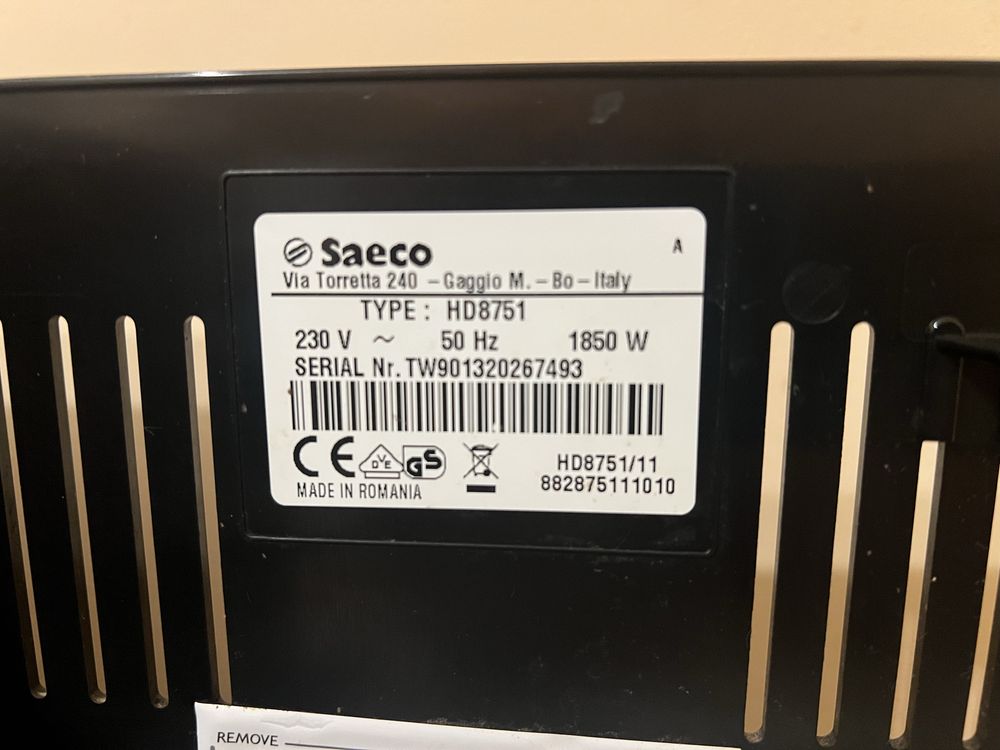 Saeco
A
Via Torretta 240 – Gaggio M. – Bo – Italy
TYPE : HD8751
230 V ~ 50 Hz 1850 W
SERIAL Nr. TW901320267493
CE DVE GS
HD8751/11
MADE IN ROMANIA
882875111010
REMOVE